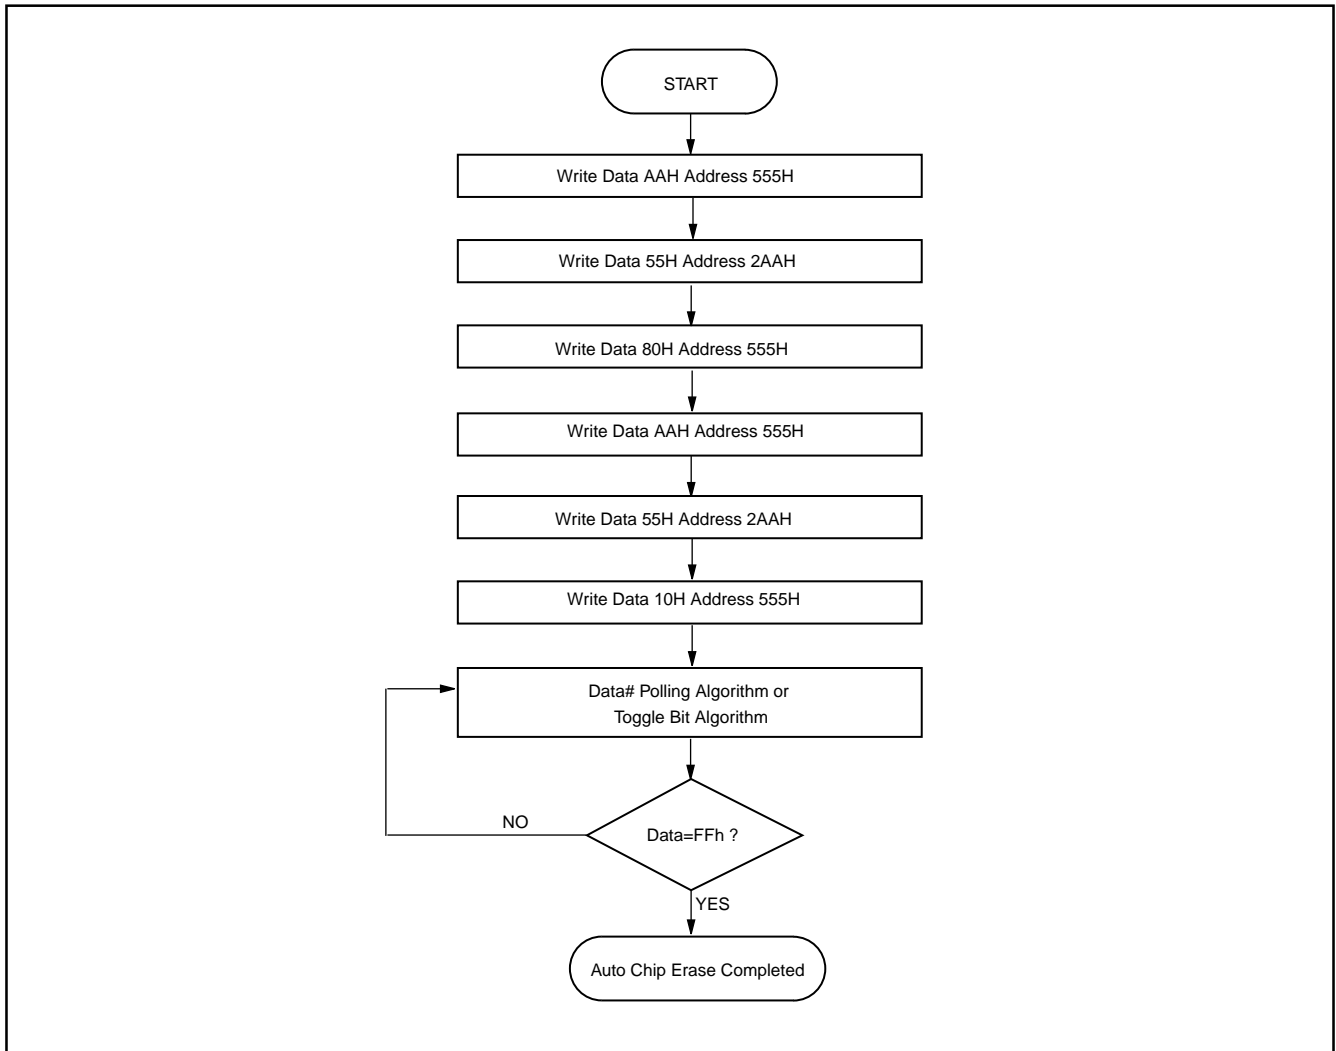 START
Write Data AAH Address 555H
Write Data 55H Address 2AAH
Write Data 80H Address 555H
Write Data AAH Address 555H
Write Data 55H Address 2AAH
Write Data 10H Address 555H
Data# Polling Algorithm or
Toggle Bit Algorithm
NO
Data=FFh ?
YES
Auto Chip Erase Completed